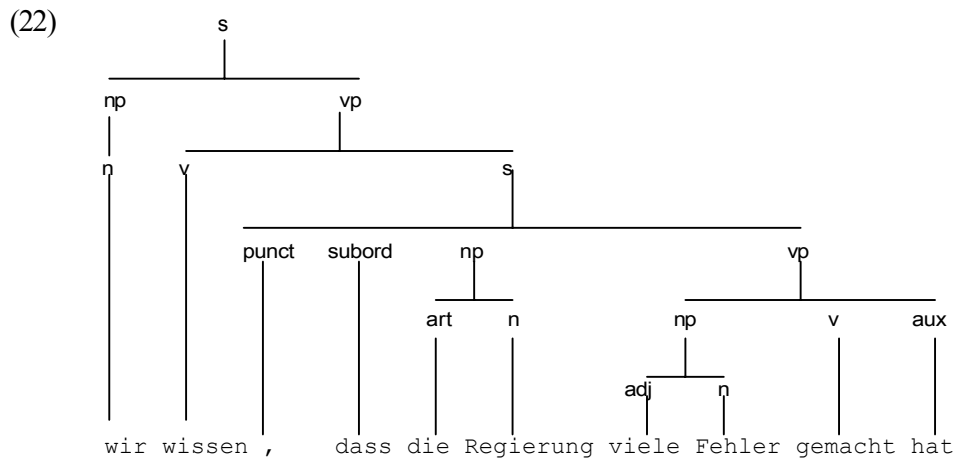 (22) s
np vp
n v s
punct subord np vp
art n np v aux
adj n
wir wissen , dass die Regierung viele Fehler gemacht hat